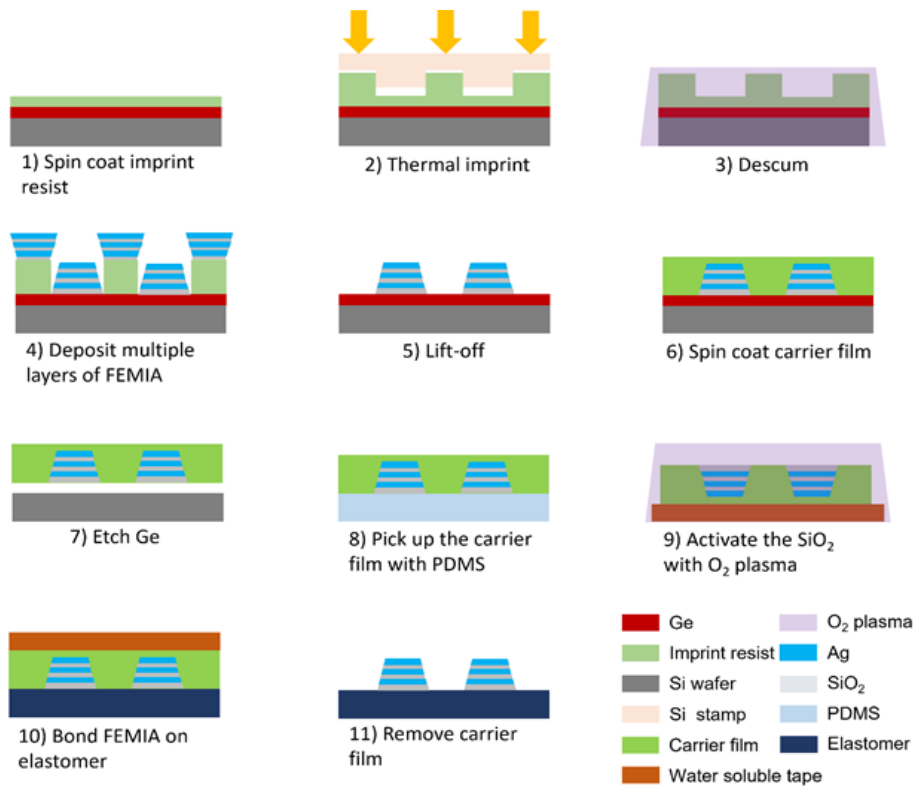 1) Spin coat imprint
resist
2) Thermal imprint
3) Descum
4) Deposit multiple
layers of FEMIA
5) Lift-off
6) Spin coat carrier film
7) Etch Ge
8) Pick up the carrier
film with PDMS
9) Activate the SiO₂
with O₂ plasma
10) Bond FEMIA on
elastomer
11) Remove carrier
film
Ge
Imprint resist
Si wafer
Si stamp
Carrier film
Water soluble tape
O₂ plasma
Ag
SiO₂
PDMS
Elastomer